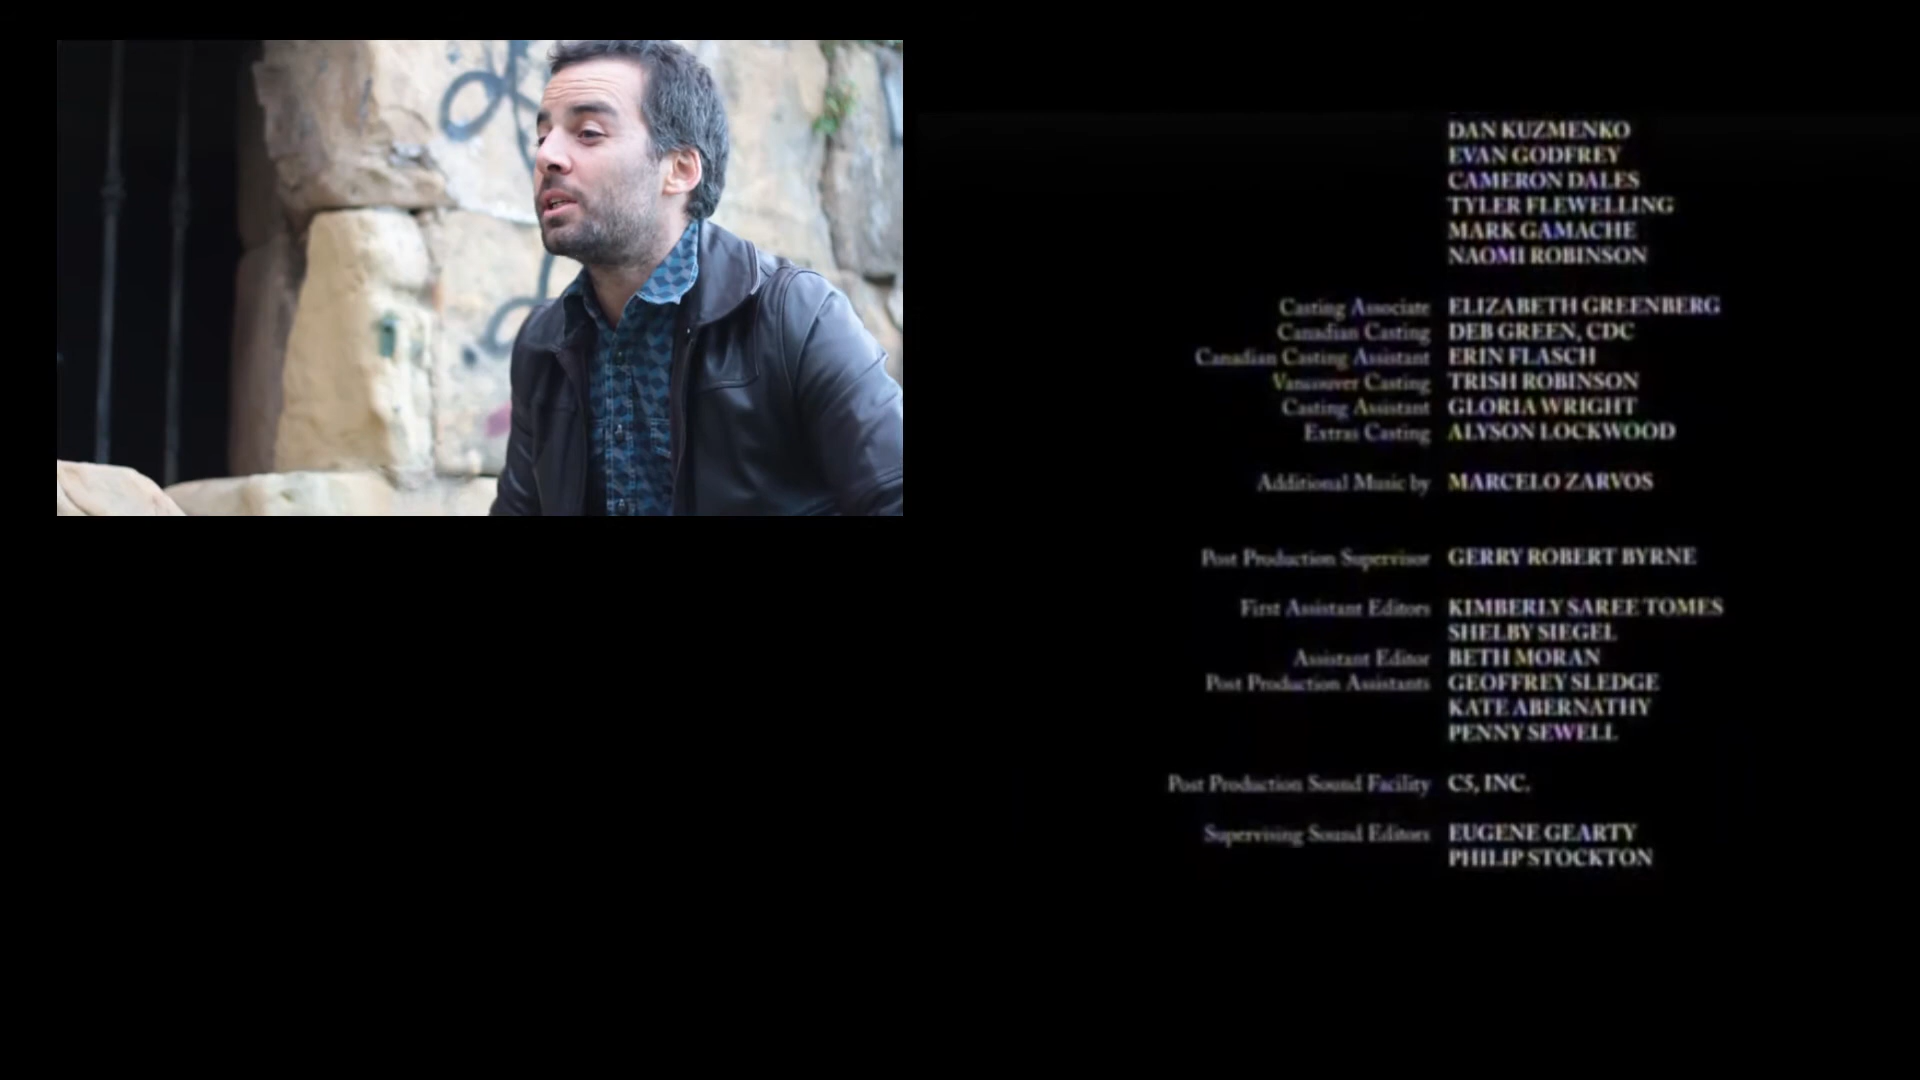 DAN KUZMENKO
EVAN GODFREY
CAMERON DALES
TYLER FLEWELLING
MARK GAMACHE
NAOMI ROBINSON
Casting Associate ELIZABETH GREENBERG
Canadian Casting DEB GREEN, CDC
Canadian Casting Assistant ERIN FLASCH
Vancouver Casting TRISH ROBINSON
Casting Assistant GLORIA WRIGHT
Extras Casting ALYSON LOCKWOOD
Additional Music by MARCELO ZARVOS
Post Production Supervisor GERRY ROBERT BYRNE
First Assistant Editors KIMBERLY SAREE TOMES
SHELBY SIEGEL
Assistant Editor BETH MORAN
Post Production Assistants GEOFFREY SLEDGE
KATE ABERNATHY
PENNY SEWELL
Post Production Sound Facility C5, INC.
Supervising Sound Editors EUGENE GEARTY
PHILIP STOCKTON